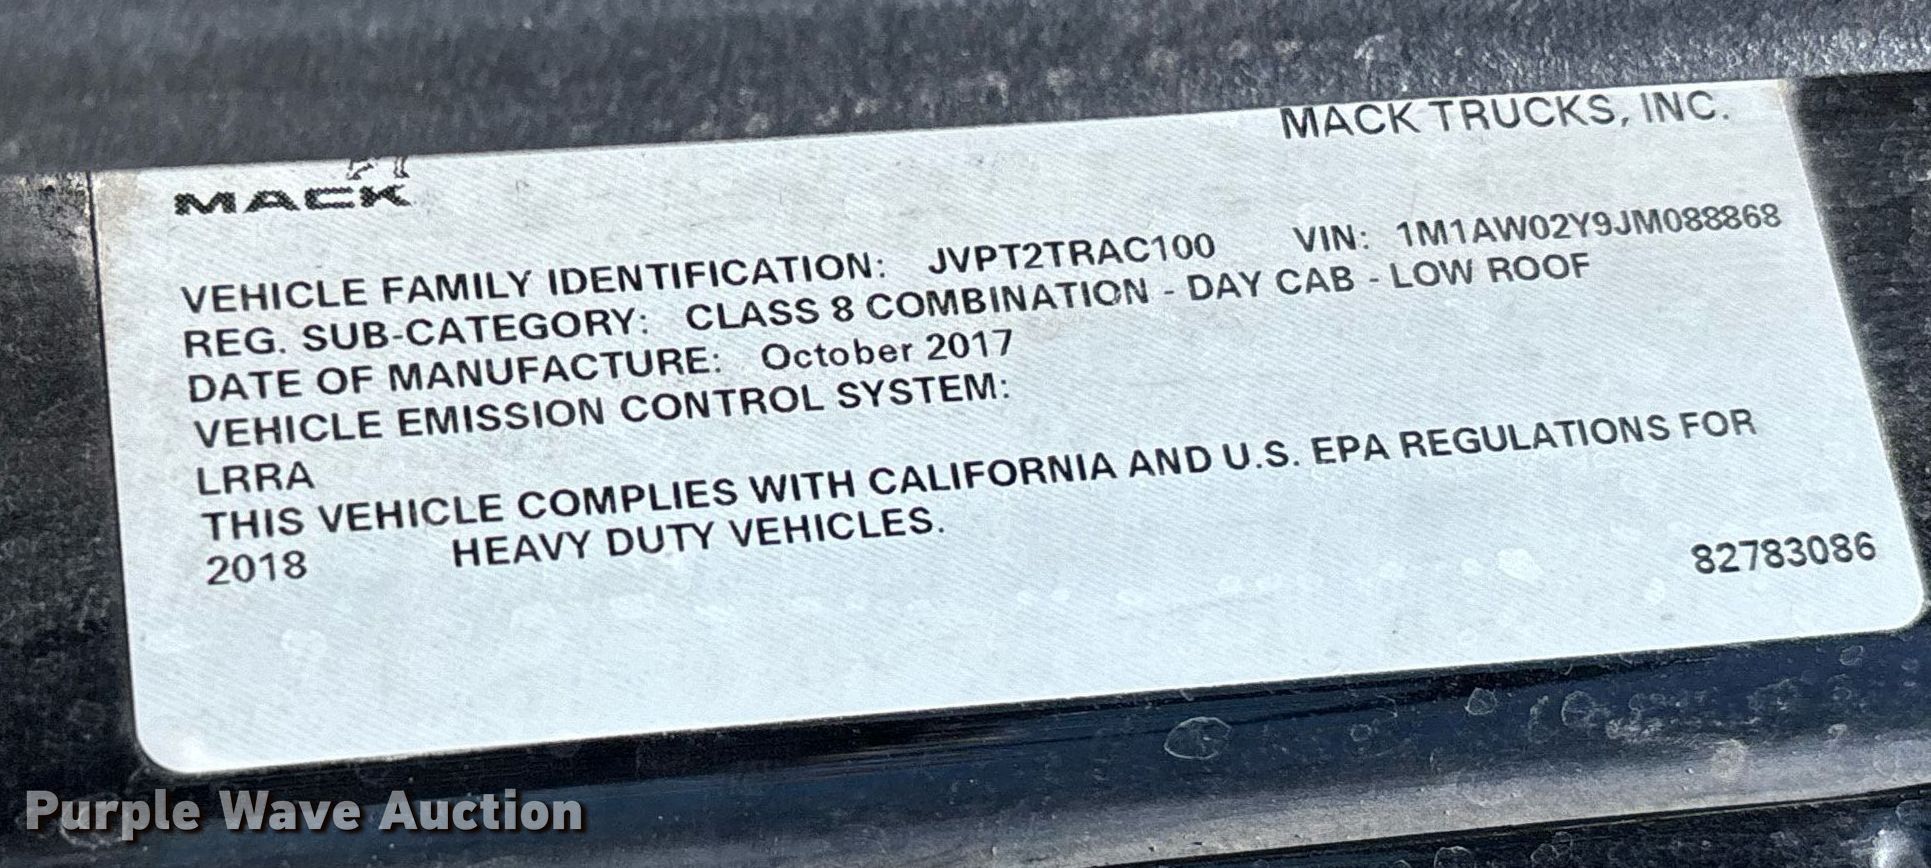 MACK TRUCKS, INC.
MACK
VEHICLE FAMILY IDENTIFICATION: JVPT2TRAC100 VIN: 1M1AW02Y9JM088868
REG. SUB-CATEGORY: CLASS 8 COMBINATION - DAY CAB - LOW ROOF
DATE OF MANUFACTURE: October 2017
VEHICLE EMISSION CONTROL SYSTEM:
LRRA
THIS VEHICLE COMPLIES WITH CALIFORNIA AND U.S. EPA REGULATIONS FOR
2018 HEAVY DUTY VEHICLES.
82783086
Purple Wave Auction